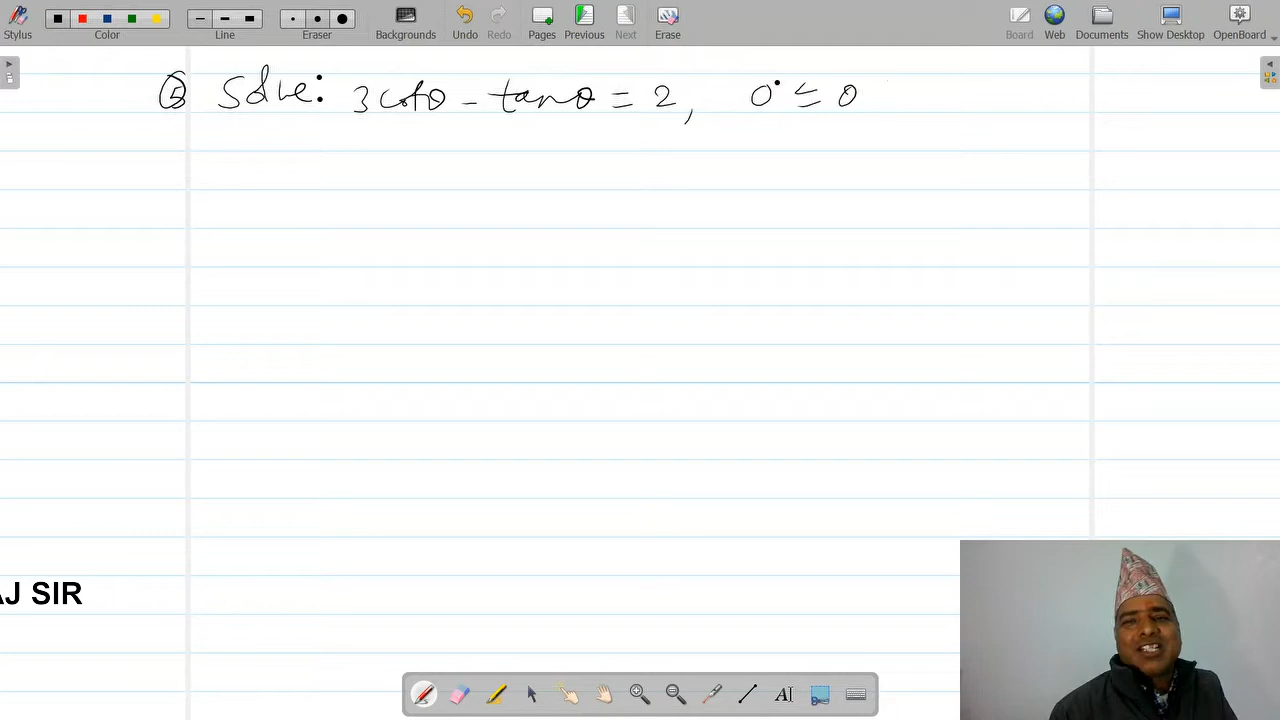 Stylus Color Line Eraser Backgrounds Undo Redo Pages Previous Next Erase Board Web Documents Show Desktop OpenBoard
⑤ Solve: 3cotθ - tanθ = 2, 0° ≤ θ
AJ SIR
AI